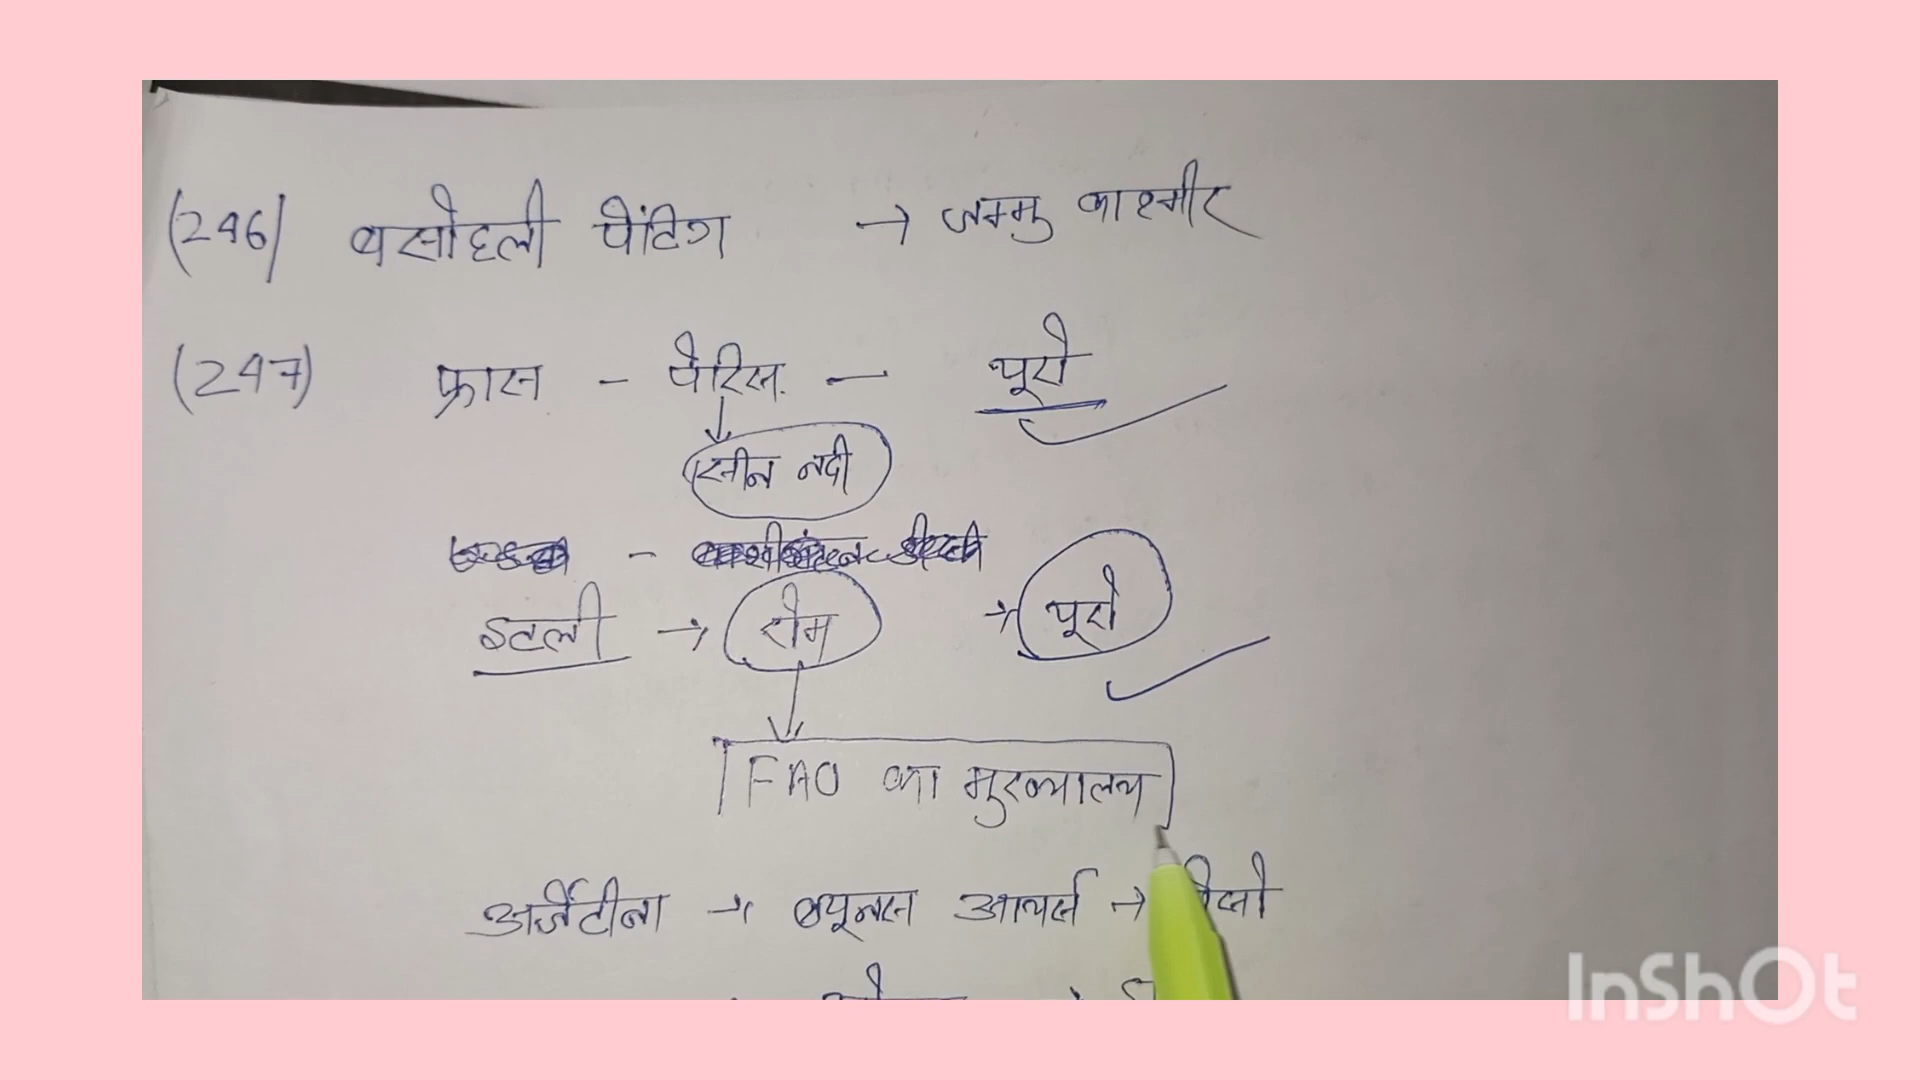 (246) बसोहली पेंटिंग → जम्मु काश्मीर
(247) फ्रास - पेरिस - यूरो
सीन नदी
इटली → रोम → यूरो
FAO का मुख्यालय
अर्जेंटीना → ब्यूनस आयर्स →
InShOt